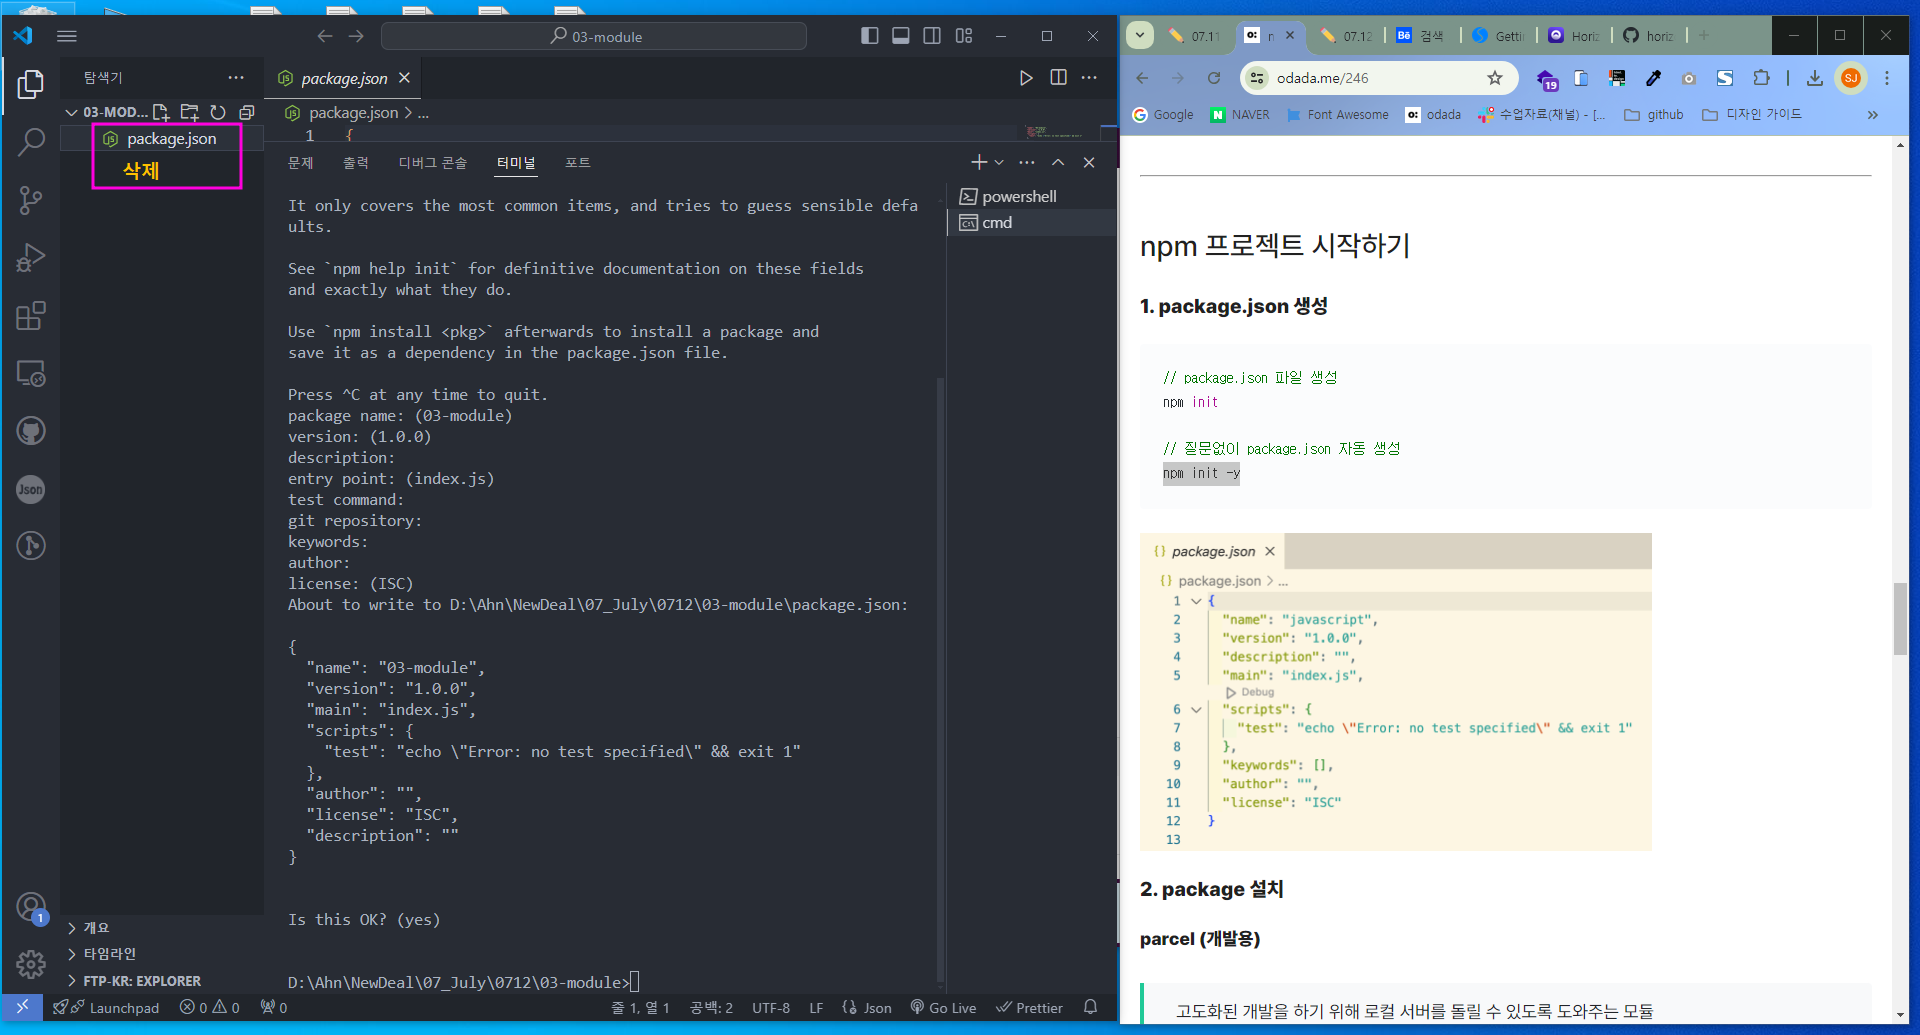 03-module
탐색기
package.json
03-MOD...
package.json > ...
1 {
package.json
삭제
문제 출력 디버그 콘솔 터미널 포트
powershell
cmd
It only covers the most common items, and tries to guess sensible defa
ults.
See `npm help init` for definitive documentation on these fields
and exactly what they do.
Use `npm install <pkg>` afterwards to install a package and
save it as a dependency in the package.json file.
Press ^C at any time to quit.
package name: (03-module)
version: (1.0.0)
description:
entry point: (index.js)
test command:
git repository:
keywords:
author:
license: (ISC)
About to write to D:\Ahn\NewDeal\07_July\0712\03-module\package.json:
{
"name": "03-module",
"version": "1.0.0",
"main": "index.js",
"scripts": {
"test": "echo \"Error: no test specified\" && exit 1"
},
"author": "",
"license": "ISC",
"description": ""
}
Is this OK? (yes)
D:\Ahn\NewDeal\07_July\0712\03-module>
Json
1
개요
타임라인
FTP-KR: EXPLORER
Launchpad 0 0 0 줄 1, 열 1 공백: 2 UTF-8 LF {} Json Go Live Prettier
07.11 o: n 07.12 Bē 검색 Getti Horiz horiz
odada.me/246 19 SJ
Google NAVER Font Awesome odada 수업자료(채널) - [... github 디자인 가이드
npm 프로젝트 시작하기
1. package.json 생성
// package.json 파일 생성
npm init
// 질문없이 package.json 자동 생성
npm init -y
{} package.json
{} package.json > ...
1 {
2 "name": "javascript",
3 "version": "1.0.0",
4 "description": "",
5 "main": "index.js",
Debug
6 "scripts": {
7 "test": "echo \"Error: no test specified\" && exit 1"
8 },
9 "keywords": [],
10 "author": "",
11 "license": "ISC"
12 }
13
2. package 설치
parcel (개발용)
고도화된 개발을 하기 위해 로컬 서버를 돌릴 수 있도록 도와주는 모듈